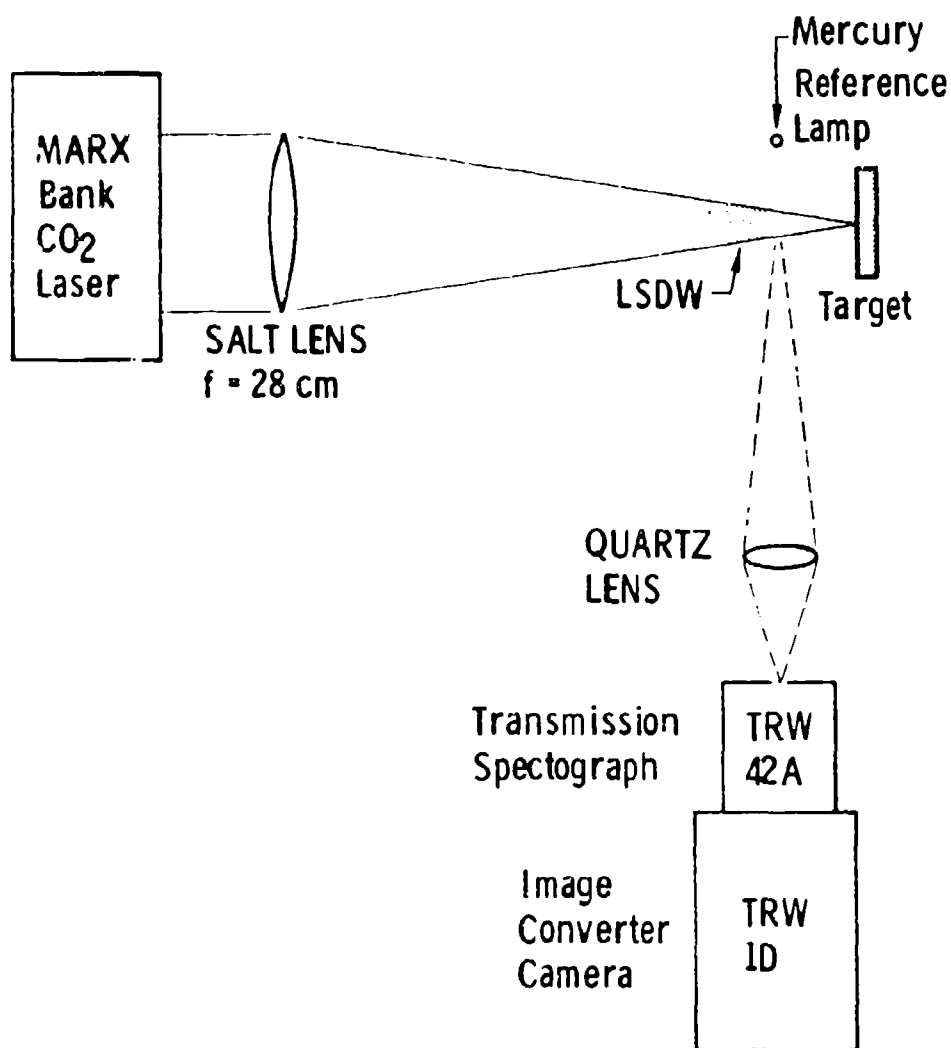 Mercury
Reference
Lamp
MARX
Bank
CO2
Laser
LSDW
Target
SALT LENS
f = 28 cm
QUARTZ
LENS
Transmission
Spectograph
TRW
42A
Image
Converter
Camera
TRW
1D